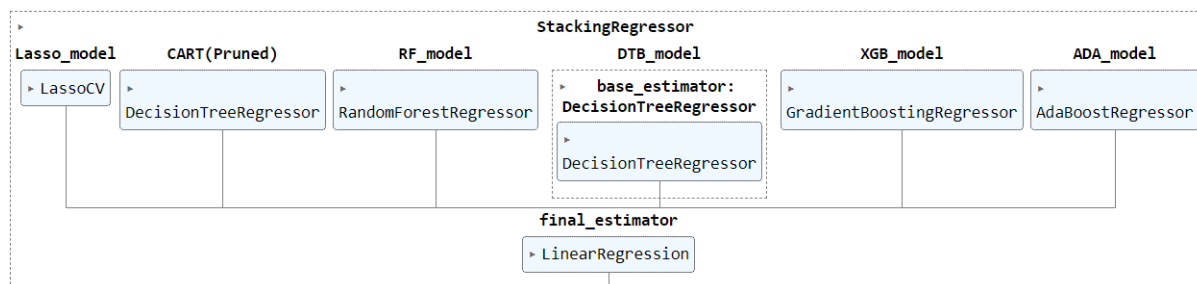 StackingRegressor
Lasso_model CART(Pruned) RF_model DTB_model XGB_model ADA_model
LassoCV
DecisionTreeRegressor
RandomForestRegressor
base_estimator:
DecisionTreeRegressor
DecisionTreeRegressor
GradientBoostingRegressor
AdaBoostRegressor
final_estimator
LinearRegression